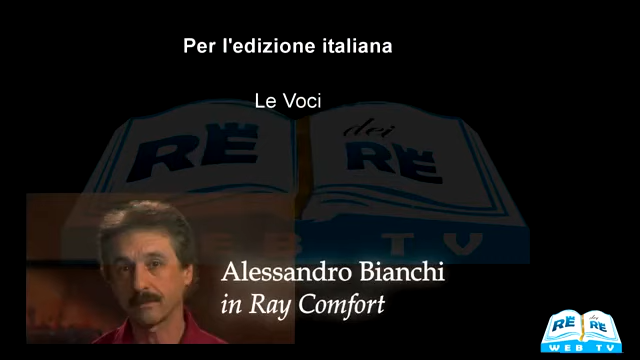 Per l'edizione italiana
Le Voci
RE dei RE
WEB TV
Alessandro Bianchi
in Ray Comfort
RE dei RE
WEB TV